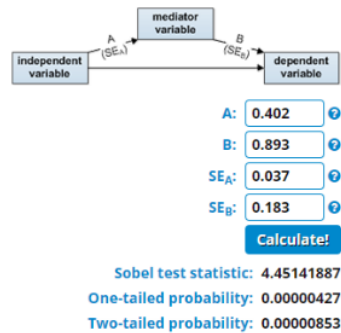 mediator
variable
A
(SEA)
B
(SEB)
independent
variable
dependent
variable
A: 0.402 ?
B: 0.893 ?
SEA: 0.037 ?
SEB: 0.183 ?
Calculate!
Sobel test statistic: 4.45141887
One-tailed probability: 0.00000427
Two-tailed probability: 0.00000853